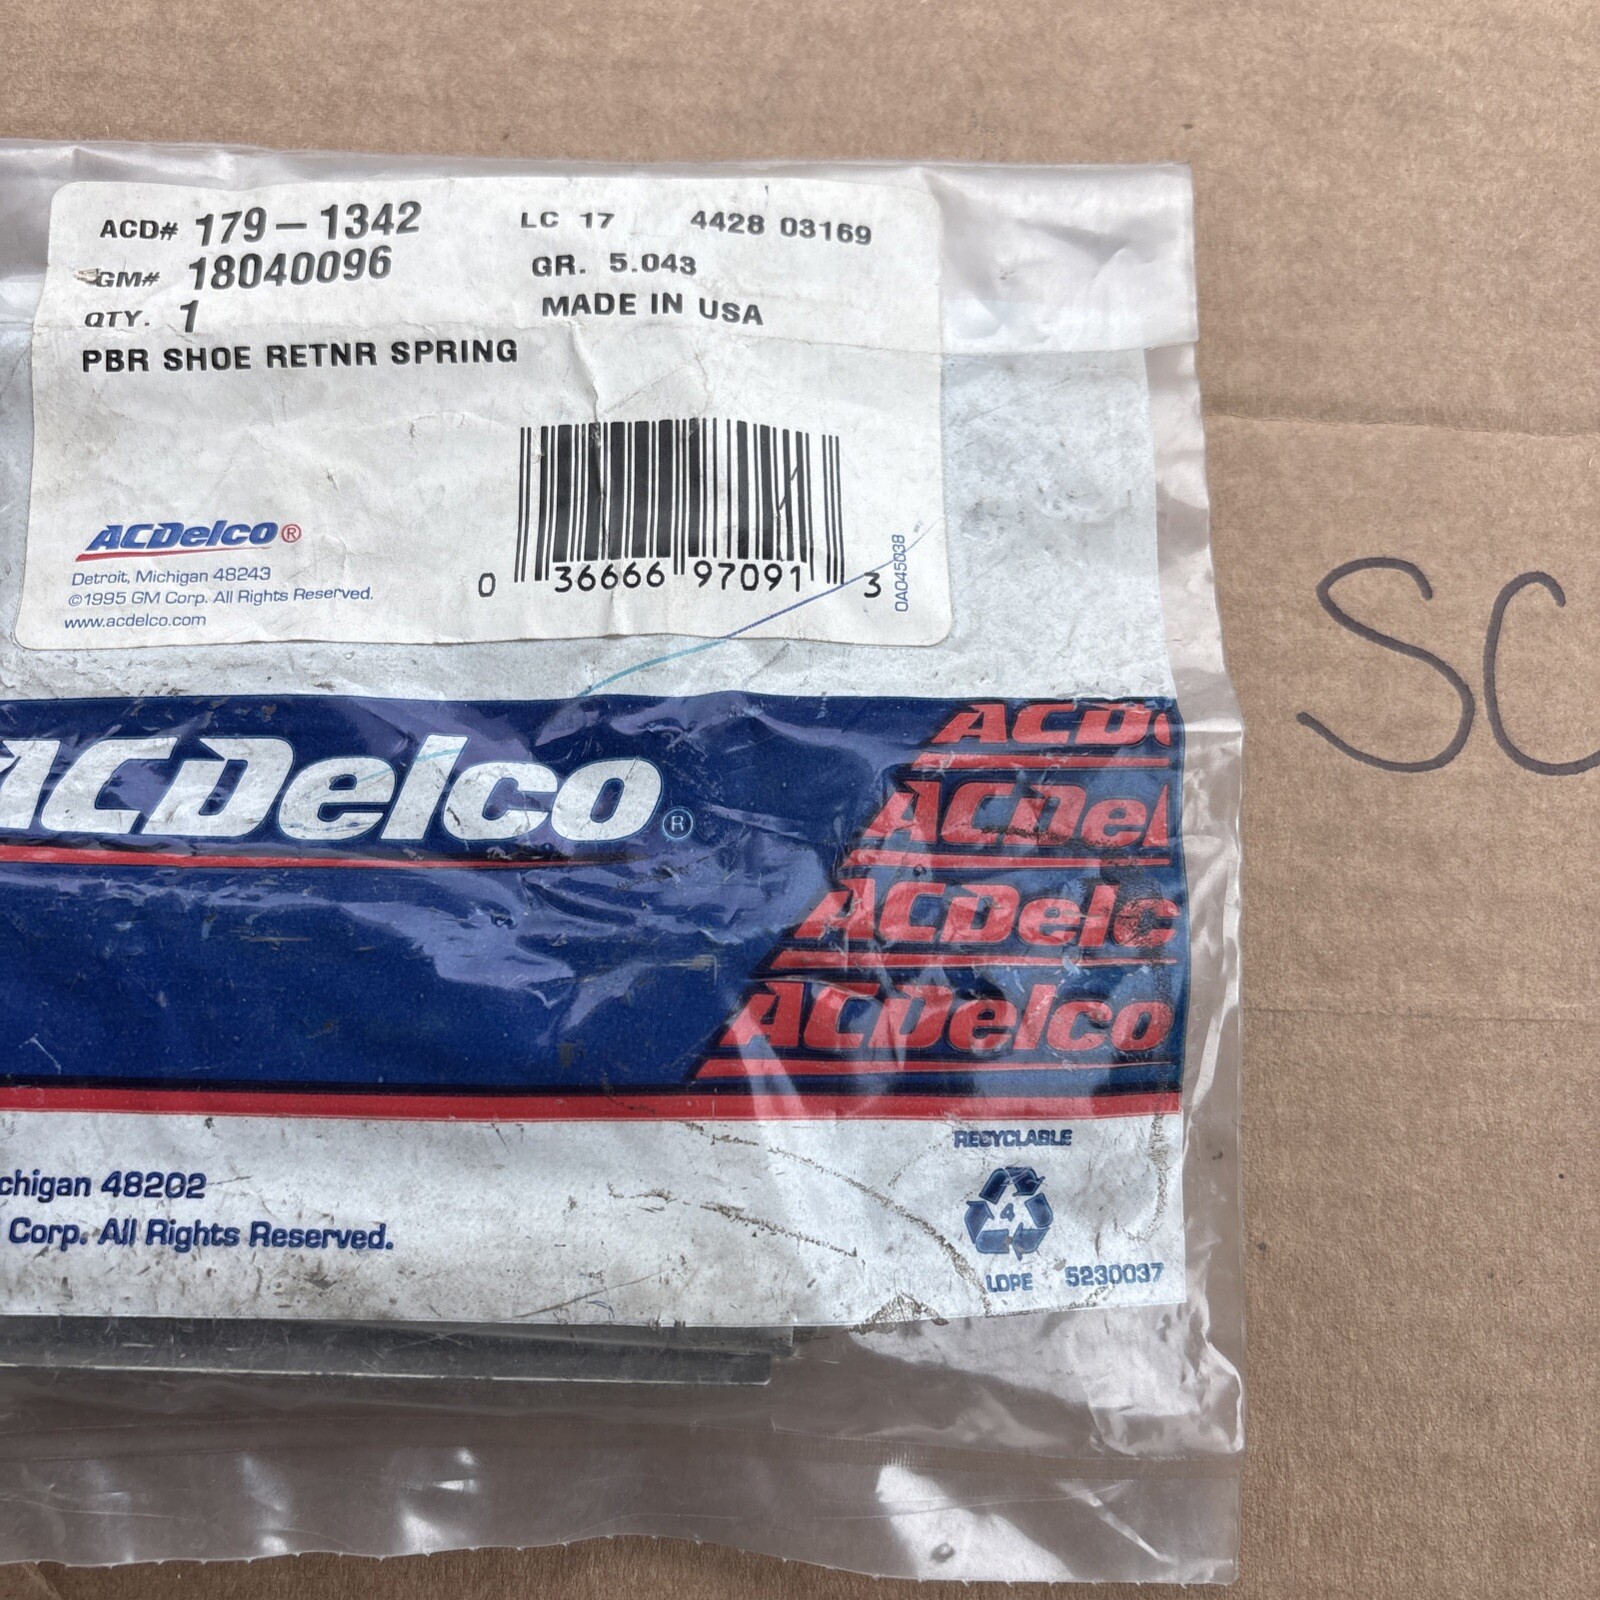 ACD# 179-1342 LC 17 4428 03169
GM# 18040096 GR. 5.043
QTY. 1 MADE IN USA
PBR SHOE RETNR SPRING
0 36666 97091 3
0A045038
ACDelco®
Detroit, Michigan 48243
©1995 GM Corp. All Rights Reserved.
www.acdelco.com
SC
ACDelco®
ACD
ACDel
ACDelc
ACDelco
RECYCLABLE
chigan 48202
4
Corp. All Rights Reserved.
LDPE 5230037